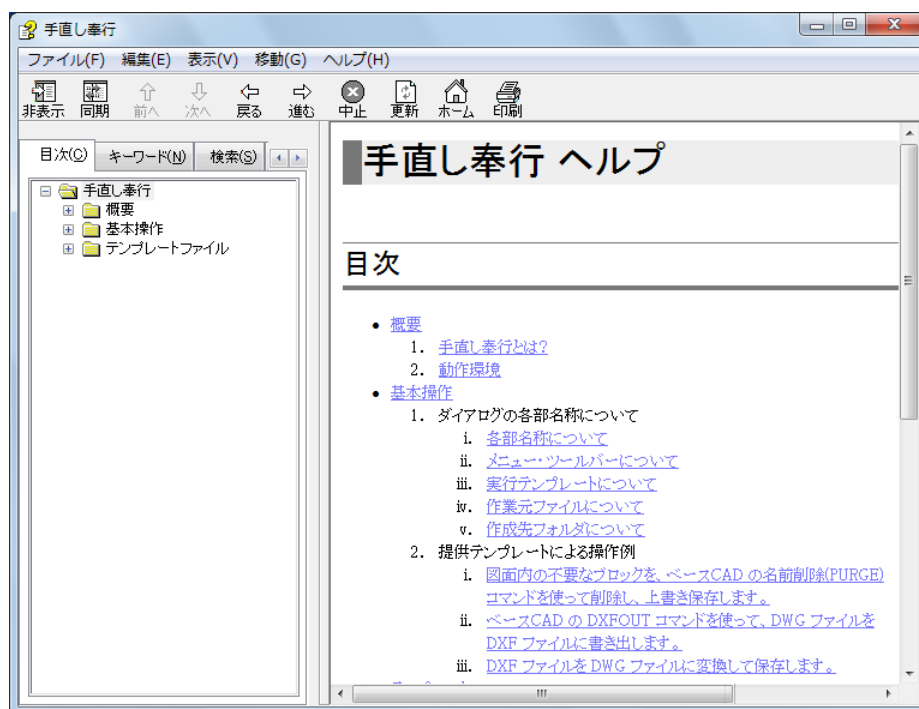 手直し奉行
ファイル(F) 編集(E) 表示(V) 移動(G) ヘルプ(H)
非表示 同期 前へ 次へ 戻る 進む 中止 更新 ホーム 印刷
目次(C) キーワード(N) 検索(S)
手直し奉行
概要
基本操作
テンプレートファイル
手直し奉行 ヘルプ
目次
• 概要
1. 手直し奉行とは?
2. 動作環境
• 基本操作
1. ダイアログの各部名称について
i. 各部名称について
ii. メニュー・ツールバーについて
iii. 実行テンプレートについて
iv. 作業元ファイルについて
v. 作成先フォルダについて
2. 提供テンプレートによる操作例
i. 図面内の不要なブロックを、ベースCAD の名前削除(PURGE)
コマンドを使って削除し、上書き保存します。
ii. ベースCAD の DXFOUT コマンドを使って、DWG ファイルを
DXF ファイルに書き出します。
iii. DXF ファイルを DWG ファイルに変換して保存します。